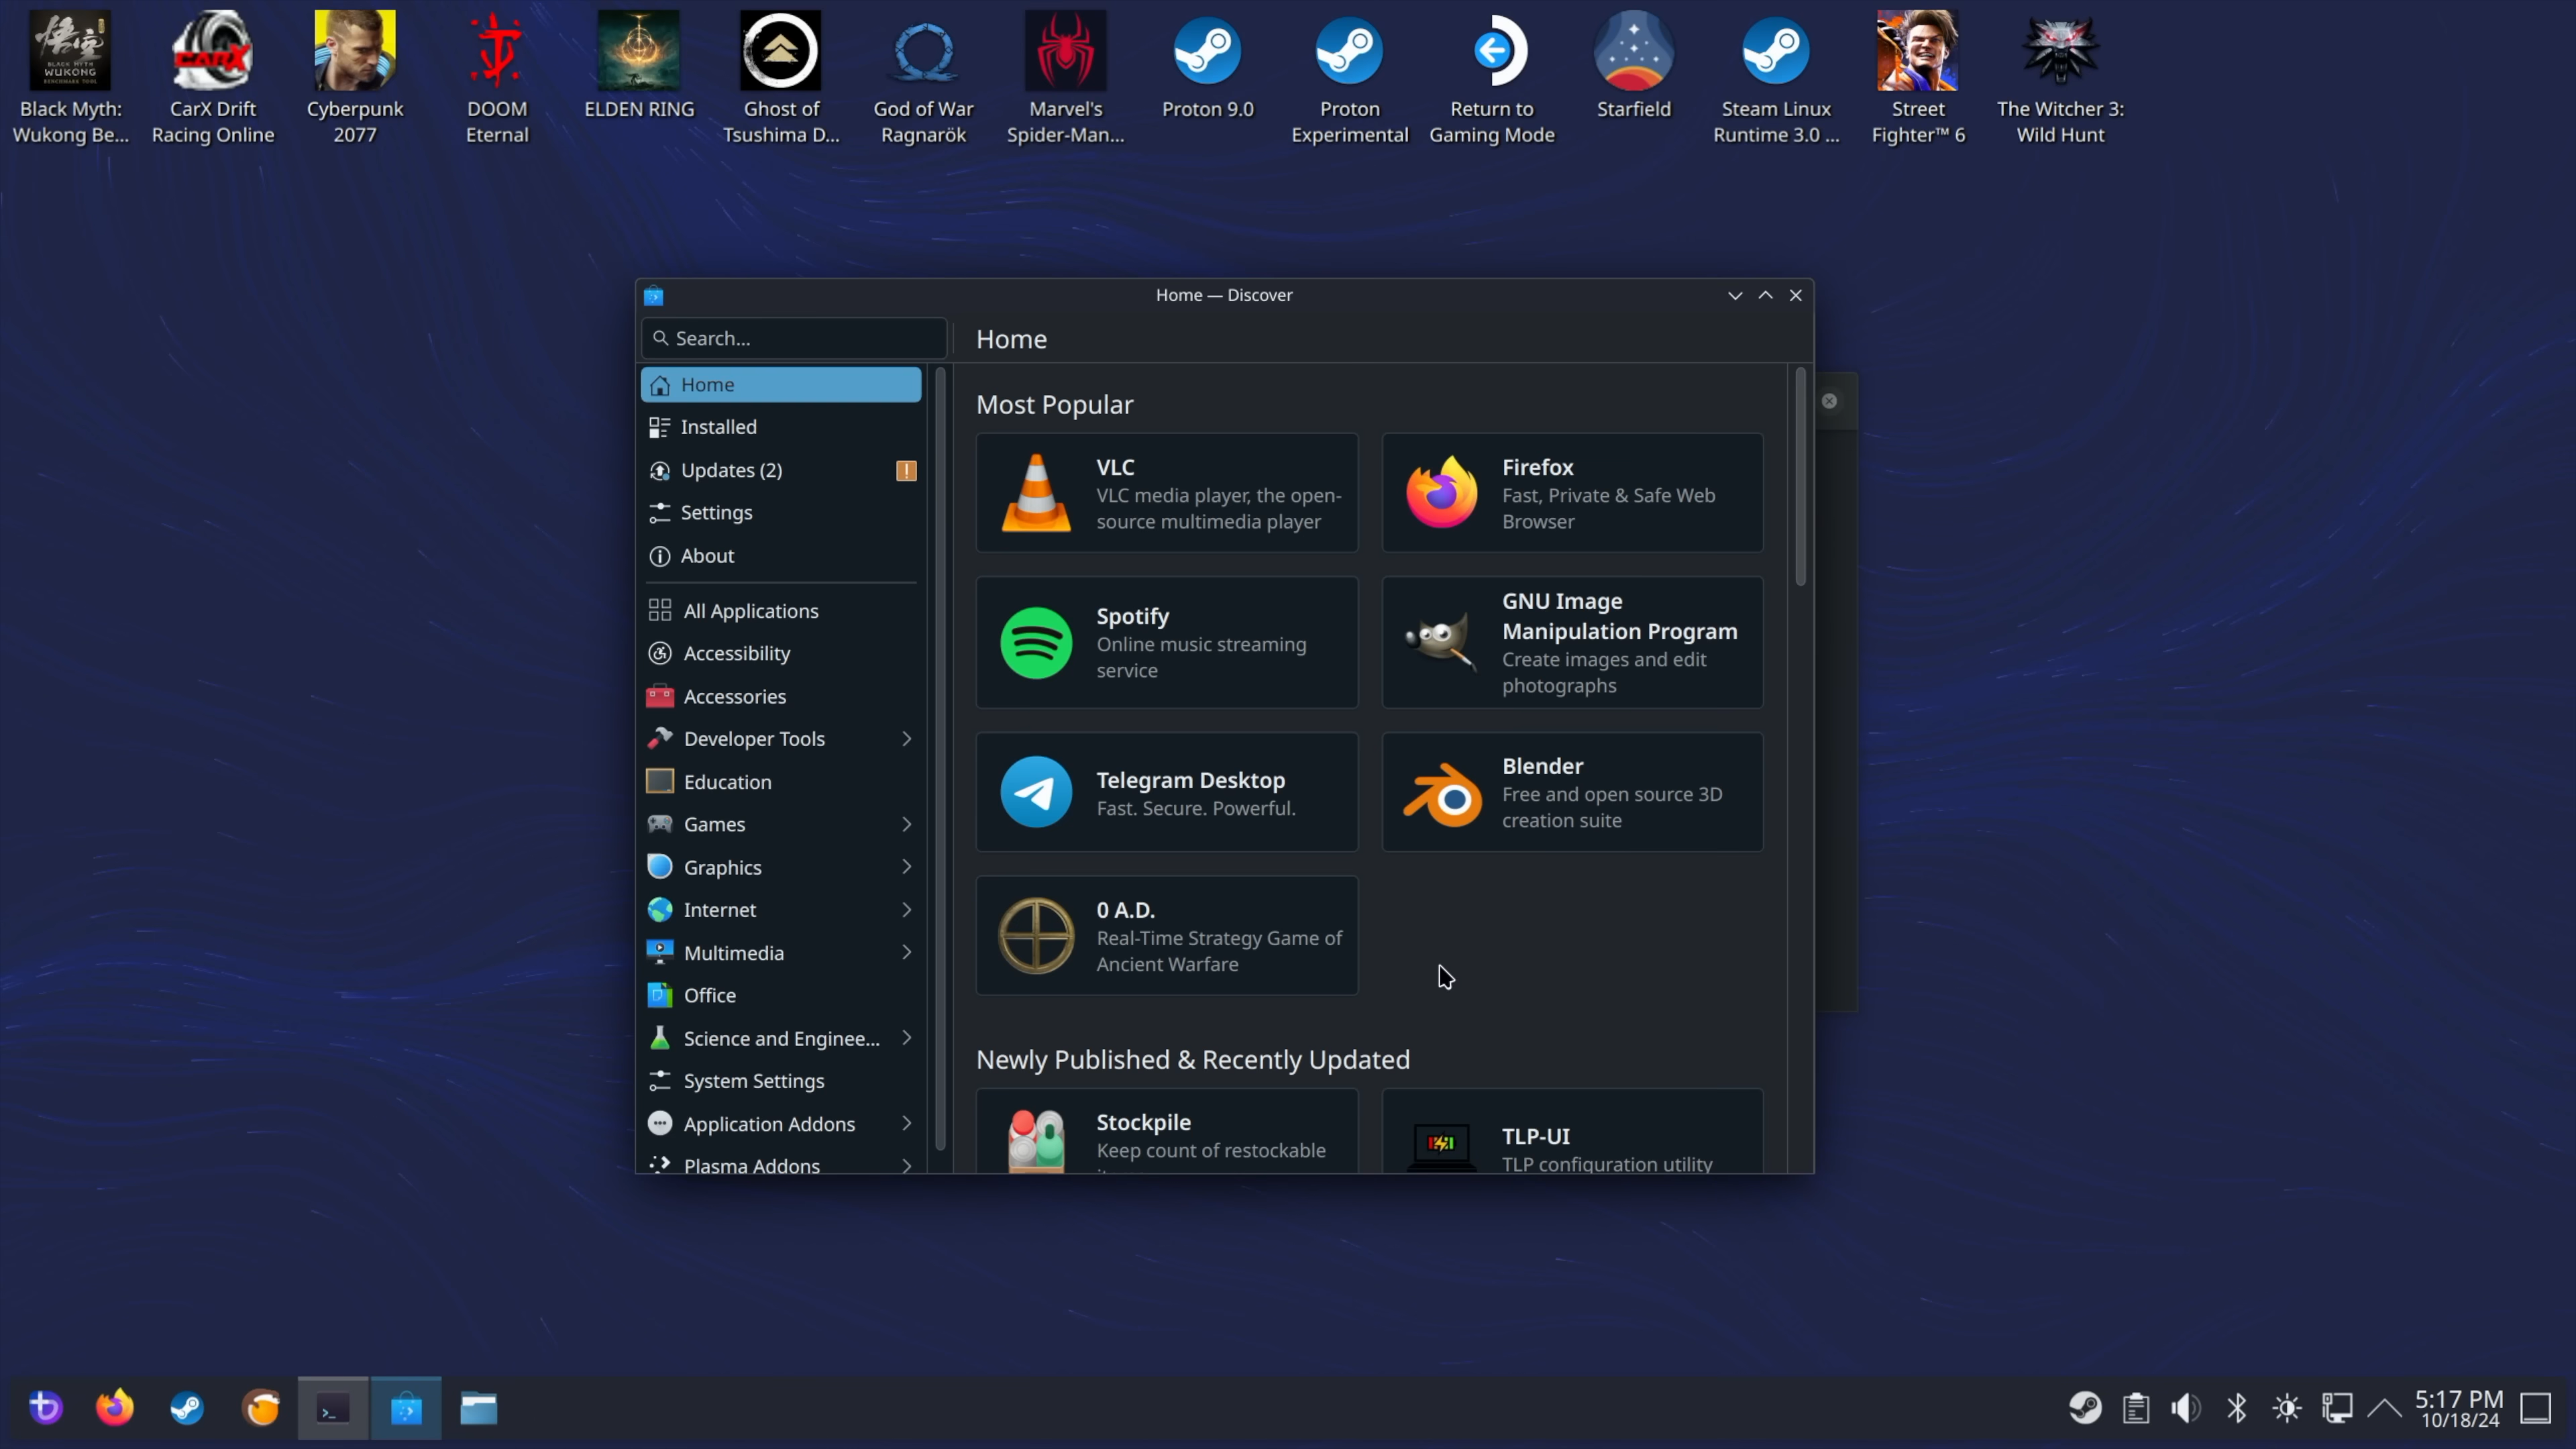 Black Myth:
Wukong Be...
CarX Drift
Racing Online
Cyberpunk
2077
DOOM
Eternal
ELDEN RING
Ghost of
Tsushima D...
God of War
Ragnarök
Marvel's
Spider-Man...
Proton 9.0
Proton
Experimental
Return to
Gaming Mode
Starfield
Steam Linux
Runtime 3.0 ...
Street
Fighter™ 6
The Witcher 3:
Wild Hunt
Home — Discover
Search...
Home
Home
Installed
Updates (2)
Settings
About
All Applications
Accessibility
Accessories
Developer Tools
Education
Games
Graphics
Internet
Multimedia
Office
Science and Enginee...
System Settings
Application Addons
Plasma Addons
Most Popular
VLC
VLC media player, the open-
source multimedia player
Firefox
Fast, Private & Safe Web
Browser
Spotify
Online music streaming
service
GNU Image
Manipulation Program
Create images and edit
photographs
Telegram Desktop
Fast. Secure. Powerful.
Blender
Free and open source 3D
creation suite
0 A.D.
Real-Time Strategy Game of
Ancient Warfare
Newly Published & Recently Updated
Stockpile
Keep count of restockable
TLP-UI
TLP configuration utility
5:17 PM
10/18/24